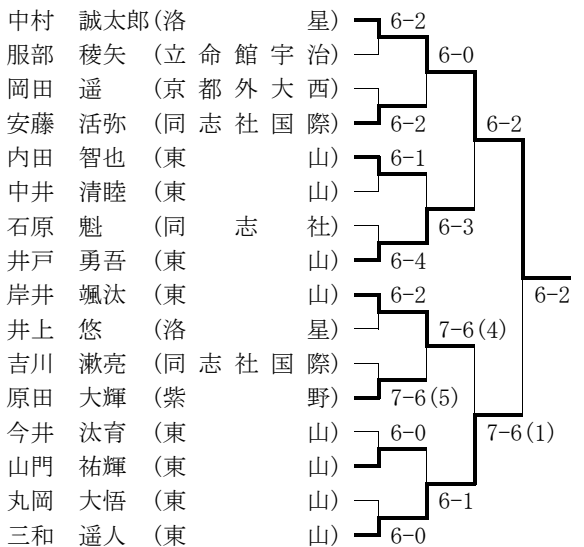 中村 誠太郎(洛星) 6-2
服部 稜矢 (立命館宇治) 6-0
岡田 遥 (京都外大西)
安藤 活弥 (同志社国際) 6-2 6-2
内田 智也 (東山) 6-1
中井 清睦 (東山)
石原 魁 (同志社) 6-3
井戸 勇吾 (東山) 6-4
岸井 颯汰 (東山) 6-2 6-2
井上 悠 (洛星) 7-6(4)
吉川 漱亮 (同志社国際)
原田 大輝 (紫野) 7-6(5)
今井 汰育 (東山) 6-0 7-6(1)
山門 祐輝 (東山)
丸岡 大悟 (東山) 6-1
三和 遥人 (東山) 6-0